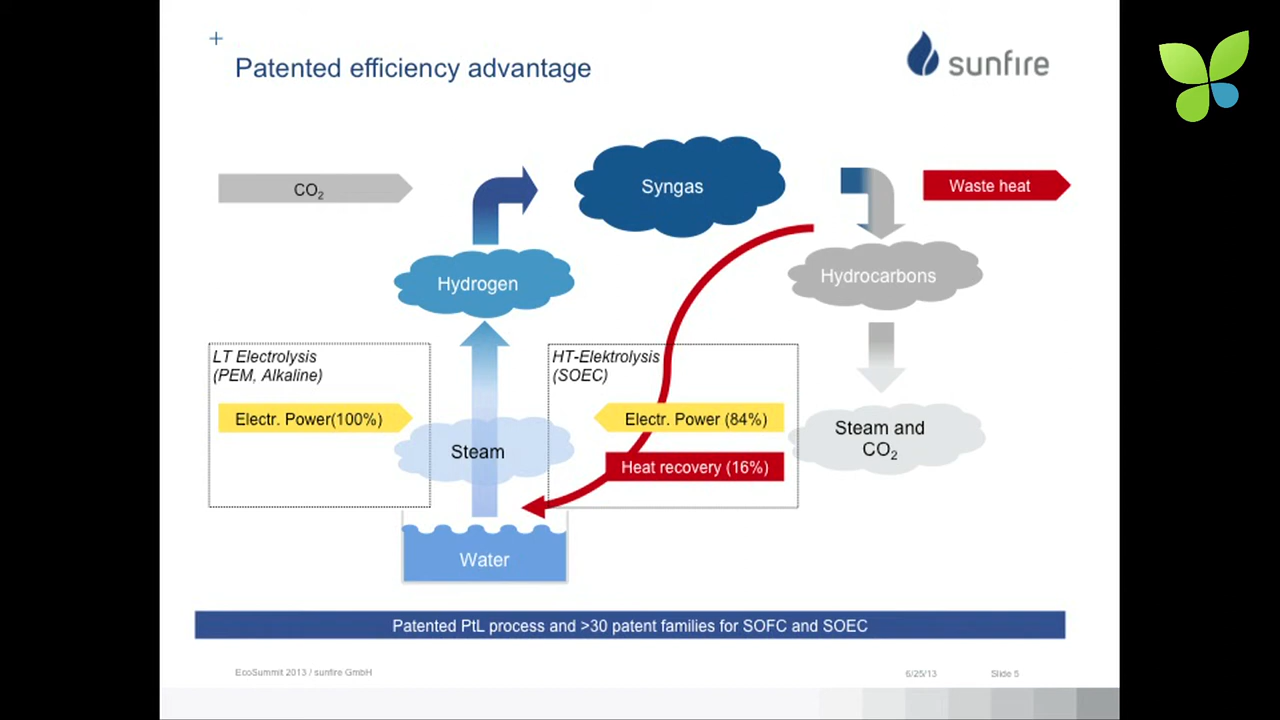 Patented efficiency advantage
sunfire
CO2
Syngas
Waste heat
Hydrogen
Hydrocarbons
LT Electrolysis
(PEM, Alkaline)
HT-Elektrolysis
(SOEC)
Electr. Power(100%)
Electr. Power (84%)
Steam
Steam and
CO2
Heat recovery (16%)
Water
Patented PtL process and >30 patent families for SOFC and SOEC
EcoSummit 2013 / sunfire GmbH
6/25/13
Slide 5